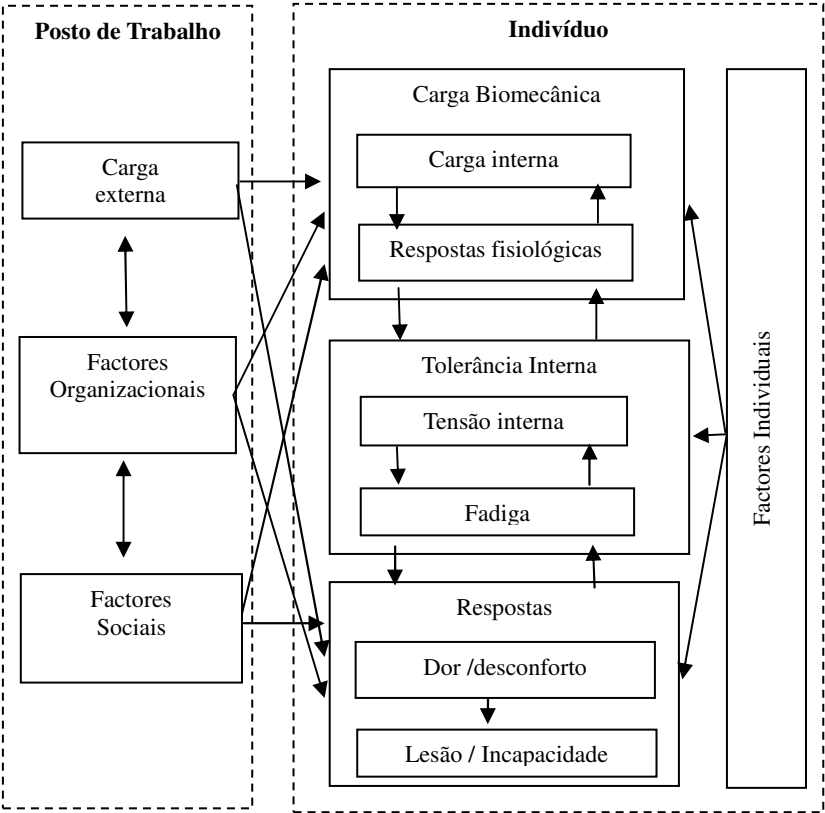 Posto de Trabalho
Carga
externa
Factores
Organizacionais
Factores
Sociais
Indivíduo
Carga Biomecânica
Carga interna
Respostas fisiológicas
Tolerância Interna
Tensão interna
Fadiga
Respostas
Dor /desconforto
Lesão / Incapacidade
Factores Individuais